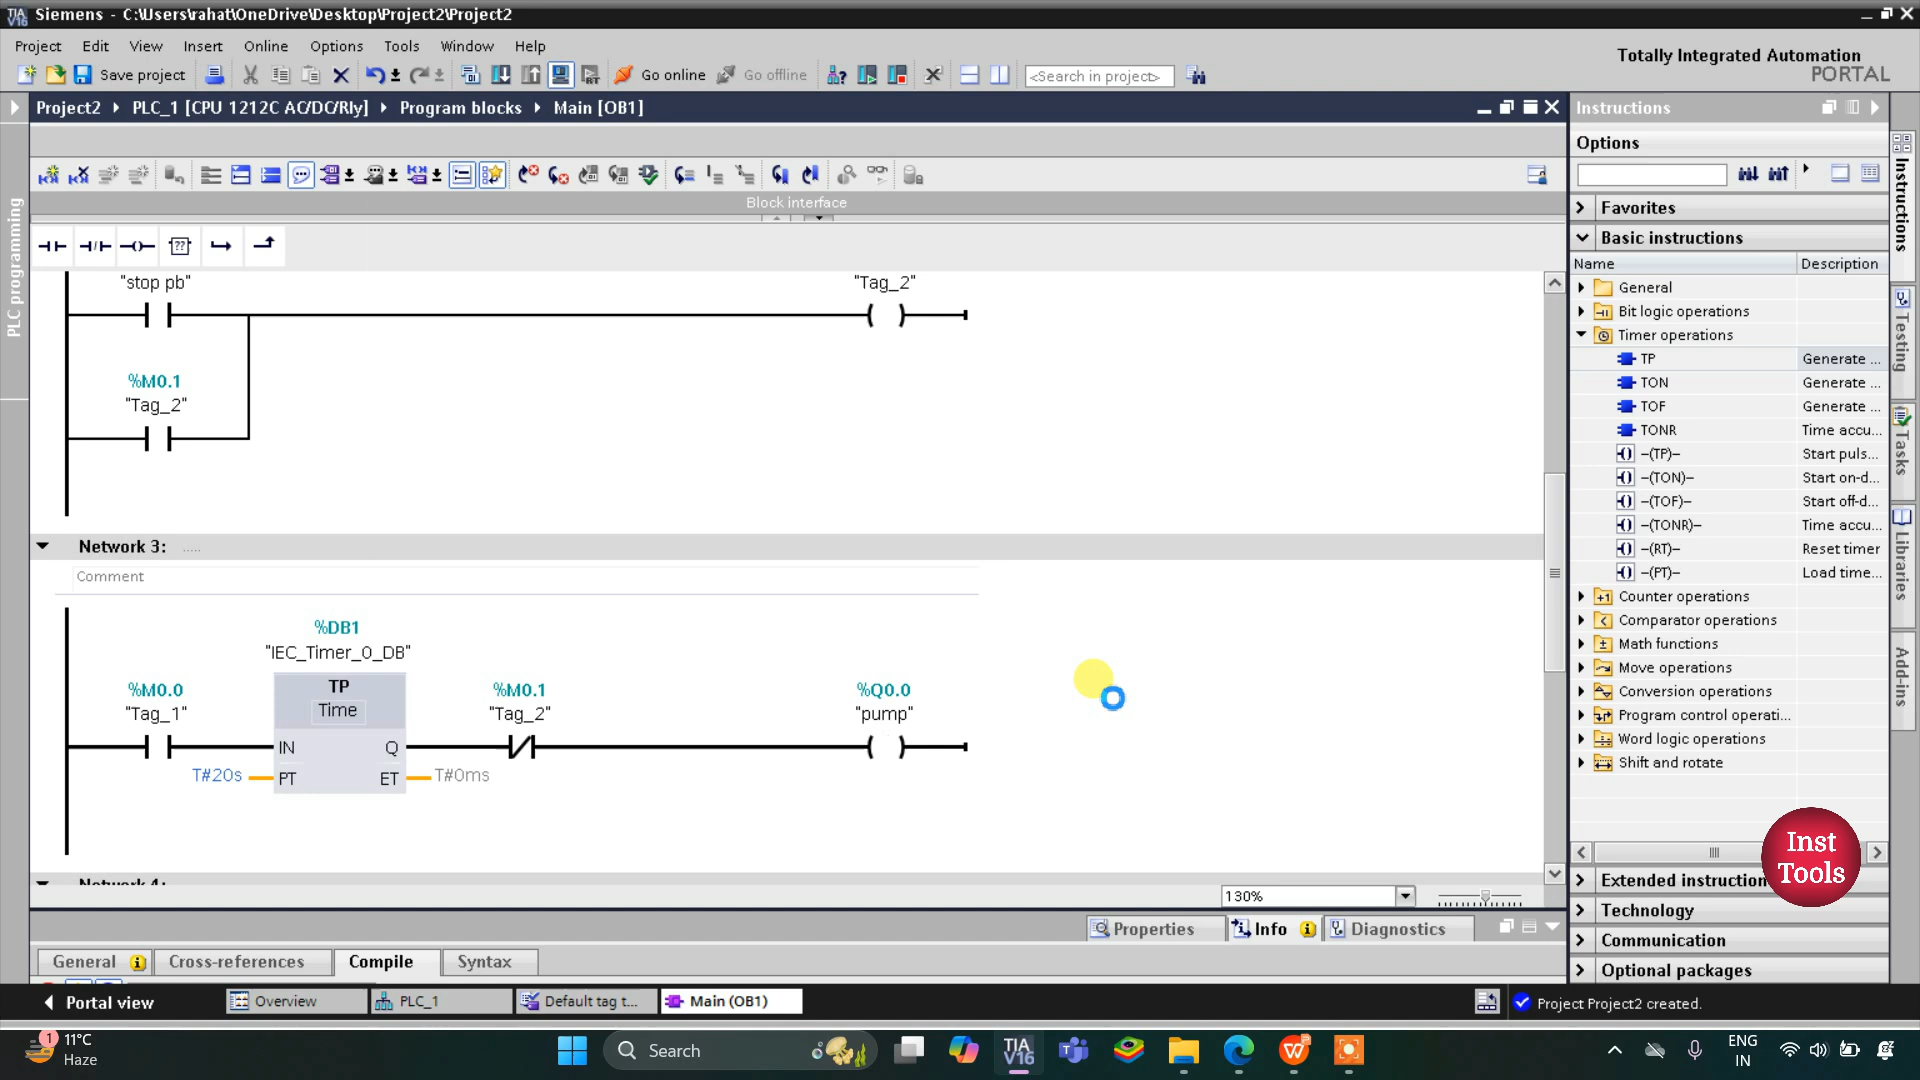 Siemens - C:\Users\rahat\OneDrive\Desktop\Project2\Project2
Project Edit View Insert Online Options Tools Window Help
Totally Integrated Automation
PORTAL
Save project
Go online
Go offline
<Search in project>
Project2 PLC_1 [CPU 1212C AC/DC/Rly] Program blocks Main [OB1]
Instructions
Options
Block interface
PLC programming
"stop pb"
"Tag_2"
%M0.1
"Tag_2"
Network 3: .....
Comment
%DB1
"IEC_Timer_0_DB"
%M0.0
"Tag_1"
TP
Time
IN
Q
T#20s
PT
ET
T#0ms
%M0.1
"Tag_2"
%Q0.0
"pump"
Network 4:
130%
Favorites
Basic instructions
Name Description
General
Bit logic operations
Timer operations
TP Generate ...
TON Generate ...
TOF Generate ...
TONR Time accu...
-(TP)- Start puls...
-(TON)- Start on-d...
-(TOF)- Start off-d...
-(TONR)- Time accu...
-(RT)- Reset timer
-(PT)- Load time...
Counter operations
Comparator operations
Math functions
Move operations
Conversion operations
Program control operati...
Word logic operations
Shift and rotate
Extended instruction
Technology
Communication
Optional packages
Inst
Tools
Instructions
Testing
Tasks
Libraries
Add-ins
Properties Info Diagnostics
General Cross-references Compile Syntax
Portal view Overview PLC_1 Default tag t... Main (OB1)
Project Project2 created.
1
11°C
Haze
Search
TIA
V16
ENG
IN